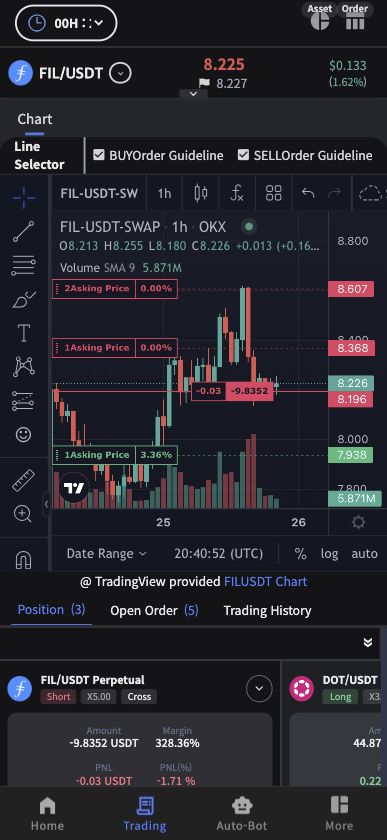 Asset Order
00H : :
FIL/USDT
8.225
8.227
$0.133
(1.62%)
Chart
Line
Selector
BUYOrder Guideline
SELLOrder Guideline
FIL-USDT-SW
1h
FIL-USDT-SWAP · 1h · OKX
O8.213 H8.255 L8.180 C8.226 +0.013 (+0.16...
Volume SMA 9 5.871M
8.800
2Asking Price 0.00%
8.607
8.400
1Asking Price 0.00%
8.368
8.226
-0.03 -9.8352
8.196
8.000
1Asking Price 3.36%
7.938
7.800
5.871M
25
26
Date Range
20:40:52 (UTC)
%
log
auto
@ TradingView provided FILUSDT Chart
Position (3)
Open Order (5)
Trading History
FIL/USDT Perpetual
Short X5.00 Cross
DOT/USDT
Long X3.
Amount
Margin
-9.8352 USDT
328.36%
44.87
PNL
PNL(%)
-0.03 USDT
-1.71 %
0.22
Home
Trading
Auto-Bot
More